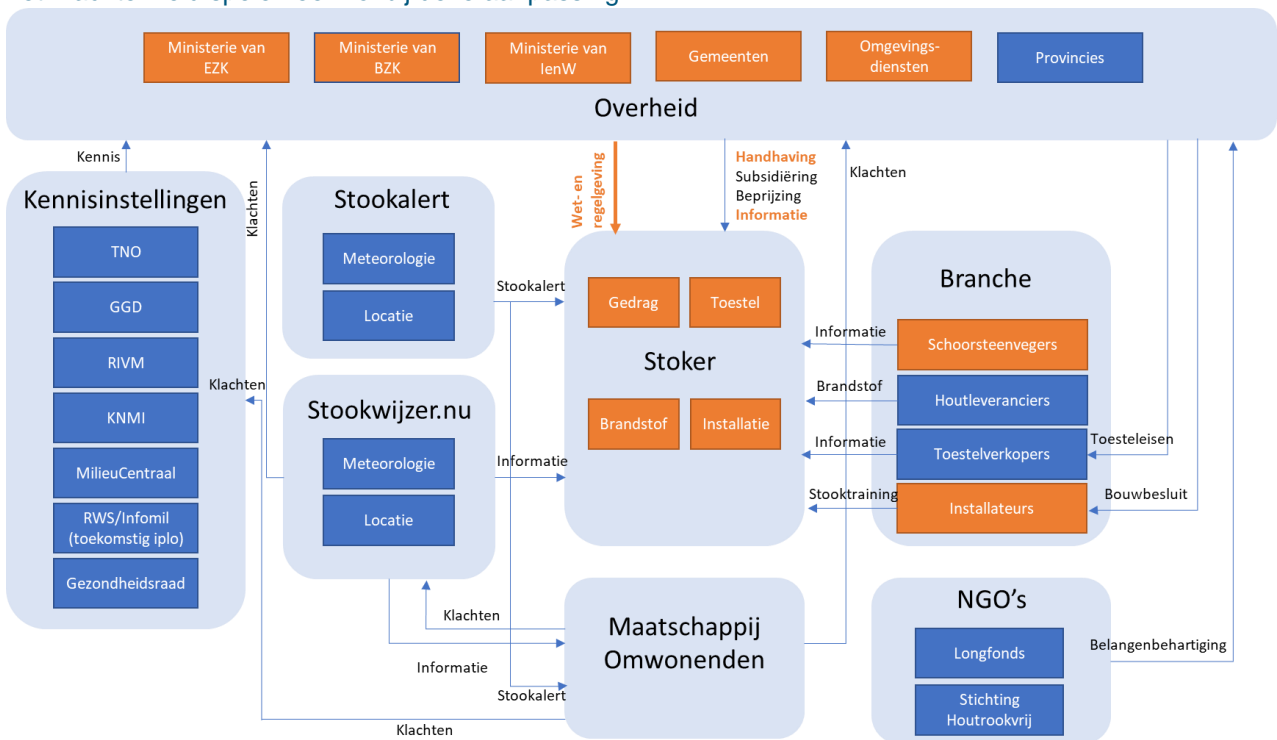 Ministerie van
EZK
Ministerie van
BZK
Ministerie van
IenW
Gemeenten
Omgevings-
diensten
Provincies
Overheid
Kennis
Klachten
Wet- en
regelgeving
Handhaving
Subsidiëring
Beprijzing
Informatie
Klachten
Kennisinstellingen
TNO
GGD
RIVM
KNMI
MilieuCentraal
RWS/Infomil
(toekomstig iplo)
Gezondheidsraad
Klachten
Stookalert
Meteorologie
Locatie
Stookalert
Stookwijzer.nu
Meteorologie
Locatie
Informatie
Gedrag
Toestel
Stoker
Brandstof
Installatie
Branche
Informatie
Schoorsteenvegers
Brandstof
Houtleveranciers
Informatie
Toestelverkopers
Toesteleisen
Stooktraining
Installateurs
Bouwbesluit
Klachten
Informatie
Stookalert
Klachten
Maatschappij
Omwonenden
NGO's
Longfonds
Stichting
Houtrookvrij
Belangenbehartiging